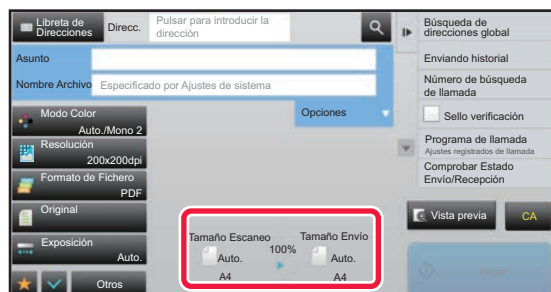 Libreta de
Direcciones
Direcc.
Pulsar para introducir la
dirección
Búsqueda de
direcciones global
Asunto
Enviando historial
Nombre Archivo
Especificado por Ajustes de sistema
Número de búsqueda
de llamada
Modo Color
Auto./Mono 2
Opciones
Sello verificación
Resolución
200x200dpi
Programa de llamada
Ajustes registrados de llamada
Formato de Fichero
PDF
Comprobar Estado
Envío/Recepción
Original
Vista previa
CA
Exposición
Auto.
Tamaño Escaneo
100%
Tamaño Envío
Auto.
Auto.
A4
A4
Otros